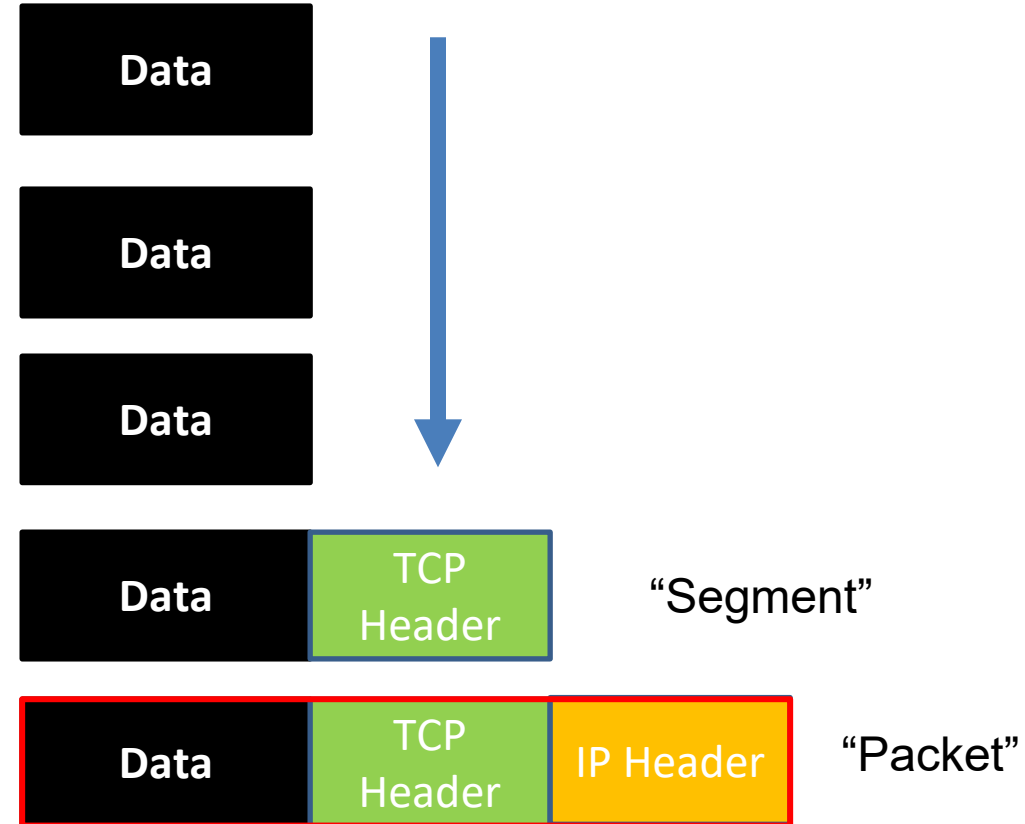 Data
Data
Data
Data
TCP
Header
“Segment”
Data
TCP
Header
IP Header
“Packet”